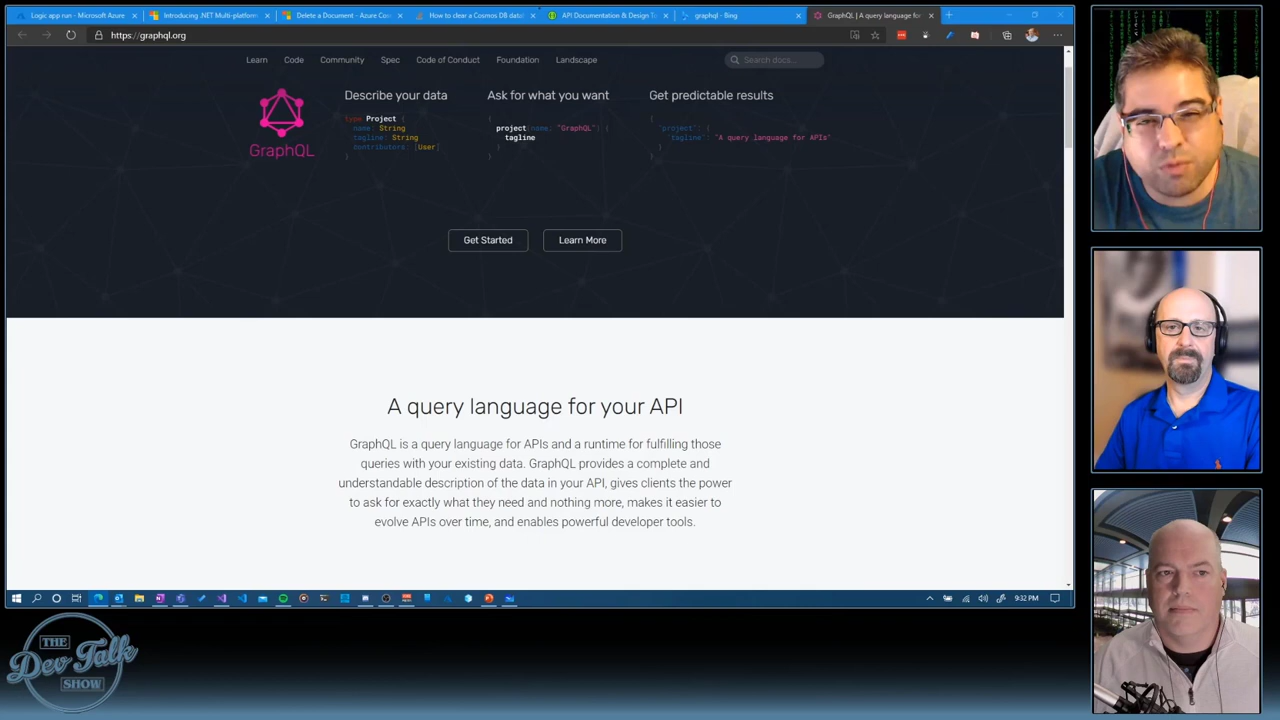 Logic app nan - Microsoft Azure
Introducing .NET Multi-platform
Delete a Document - Azure Cos
How to clear a Cosmos DB datab
API Documentation & Design To
graphql - Bing
GraphQL | A query language for
https://graphql.org
Learn
Code
Community
Spec
Code of Conduct
Foundation
Landscape
Search docs...
GraphQL
Describe your data
type Project {
name: String
tagline: String
contributors: [User]
}
Ask for what you want
{
project(name: "GraphQL") {
tagline
}
}
Get predictable results
{
"project": {
"tagline": "A query language for APIs"
}
}
Get Started
Learn More
A query language for your API
GraphQL is a query language for APIs and a runtime for fulfilling those
queries with your existing data. GraphQL provides a complete and
understandable description of the data in your API, gives clients the power
to ask for exactly what they need and nothing more, makes it easier to
evolve APIs over time, and enables powerful developer tools.
9:32 PM
THE
Dev Talk
SHOW